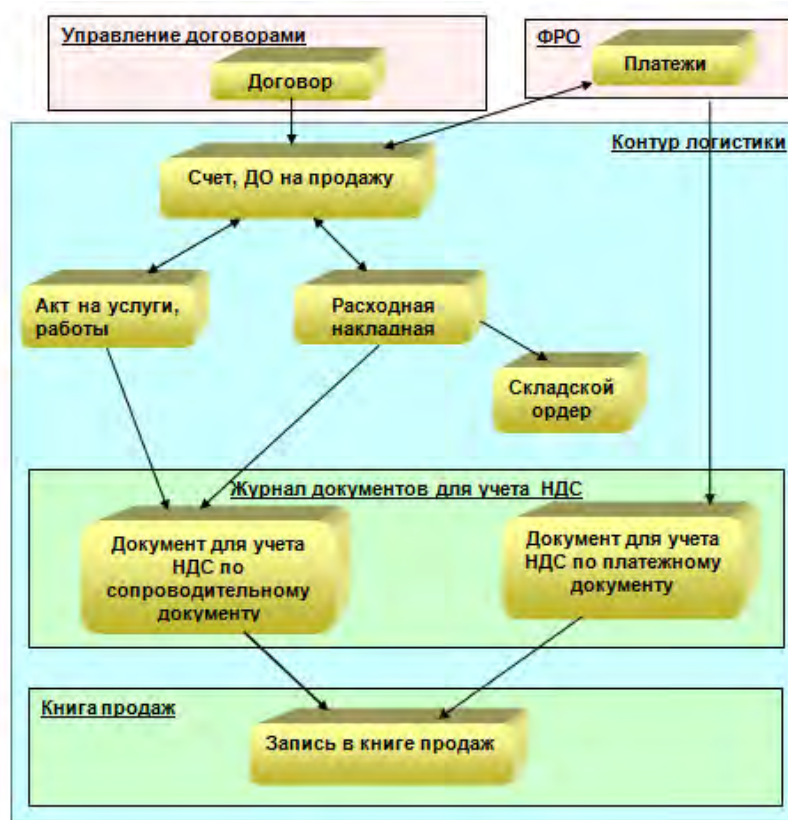 Управление договорами
ФРО
Договор
Платежи
Контур логистики
Счет, ДО на продажу
Акт на услуги,
работы
Расходная
накладная
Складской
ордер
Журнал документов для учета НДС
Документ для учета
НДС по
сопроводительному
документу
Документ для учета
НДС по платежному
документу
Книга продаж
Запись в книге продаж